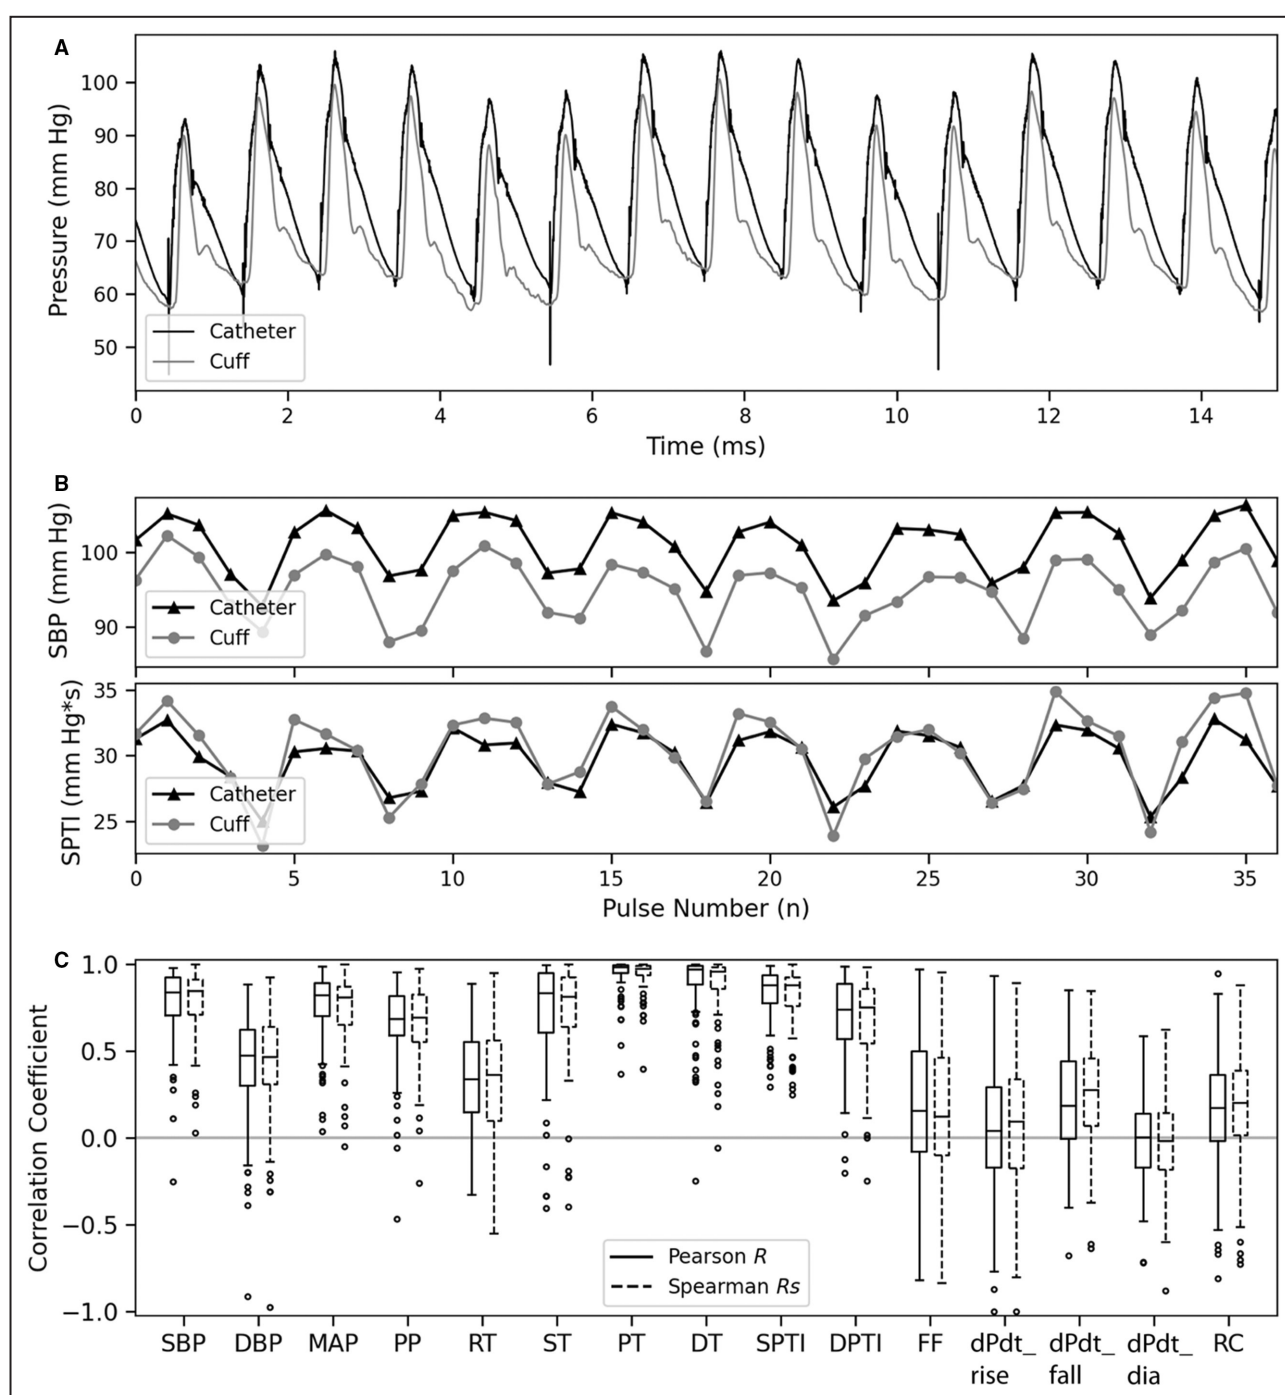 A
Pressure (mm Hg)
100
90
80
70
60
50
Catheter
Cuff
0 2 4 6 8 10 12 14
Time (ms)
B
SBP (mm Hg)
100
90
Catheter
Cuff
SPTI (mm Hg*s)
35
30
25
Catheter
Cuff
0 5 10 15 20 25 30 35
Pulse Number (n)
C
Correlation Coefficient
1.0
0.5
0.0
−0.5
−1.0
Pearson R
Spearman Rs
SBP DBP MAP PP RT ST PT DT SPTI DPTI FF dPdt_ dPdt_ dPdt_ RC
rise fall dia